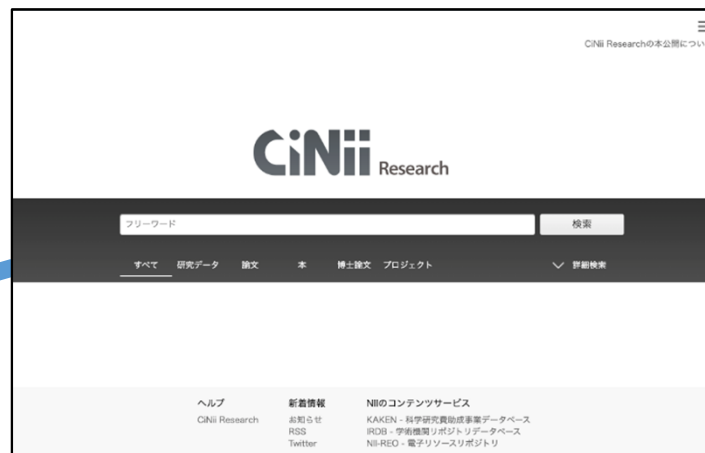 CiNii Researchの本公開につい
CiNii Research
フリーワード
検索
すべて 研究データ 論文 本 博士論文 プロジェクト 詳細検索
ヘルプ 新着情報 NIIのコンテンツサービス
CiNii Research お知らせ KAKEN - 科学研究費助成事業データベース
RSS IRDB - 学術機関リポジトリデータベース
Twitter NII-REO - 電子リソースリポジトリ